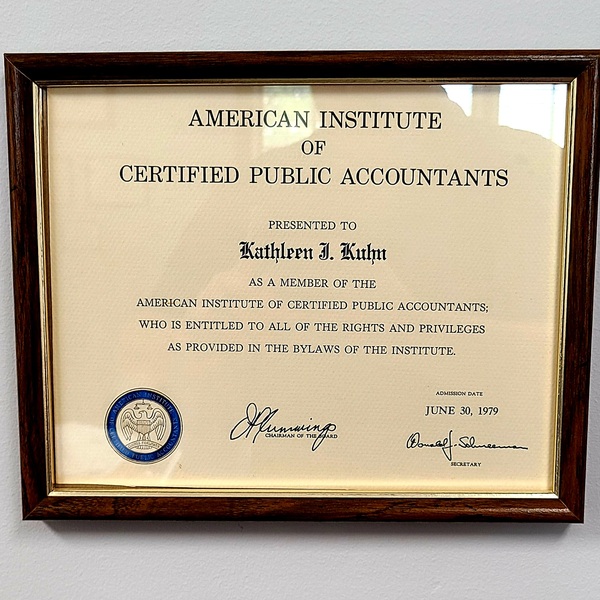 AMERICAN INSTITUTE
OF
CERTIFIED PUBLIC ACCOUNTANTS
PRESENTED TO
Kathleen J. Kuhn
AS A MEMBER OF THE
AMERICAN INSTITUTE OF CERTIFIED PUBLIC ACCOUNTANTS;
WHO IS ENTITLED TO ALL OF THE RIGHTS AND PRIVILEGES
AS PROVIDED IN THE BYLAWS OF THE INSTITUTE.
ADMISSION DATE
JUNE 30, 1979
CHAIRMAN OF THE BOARD
SECRETARY